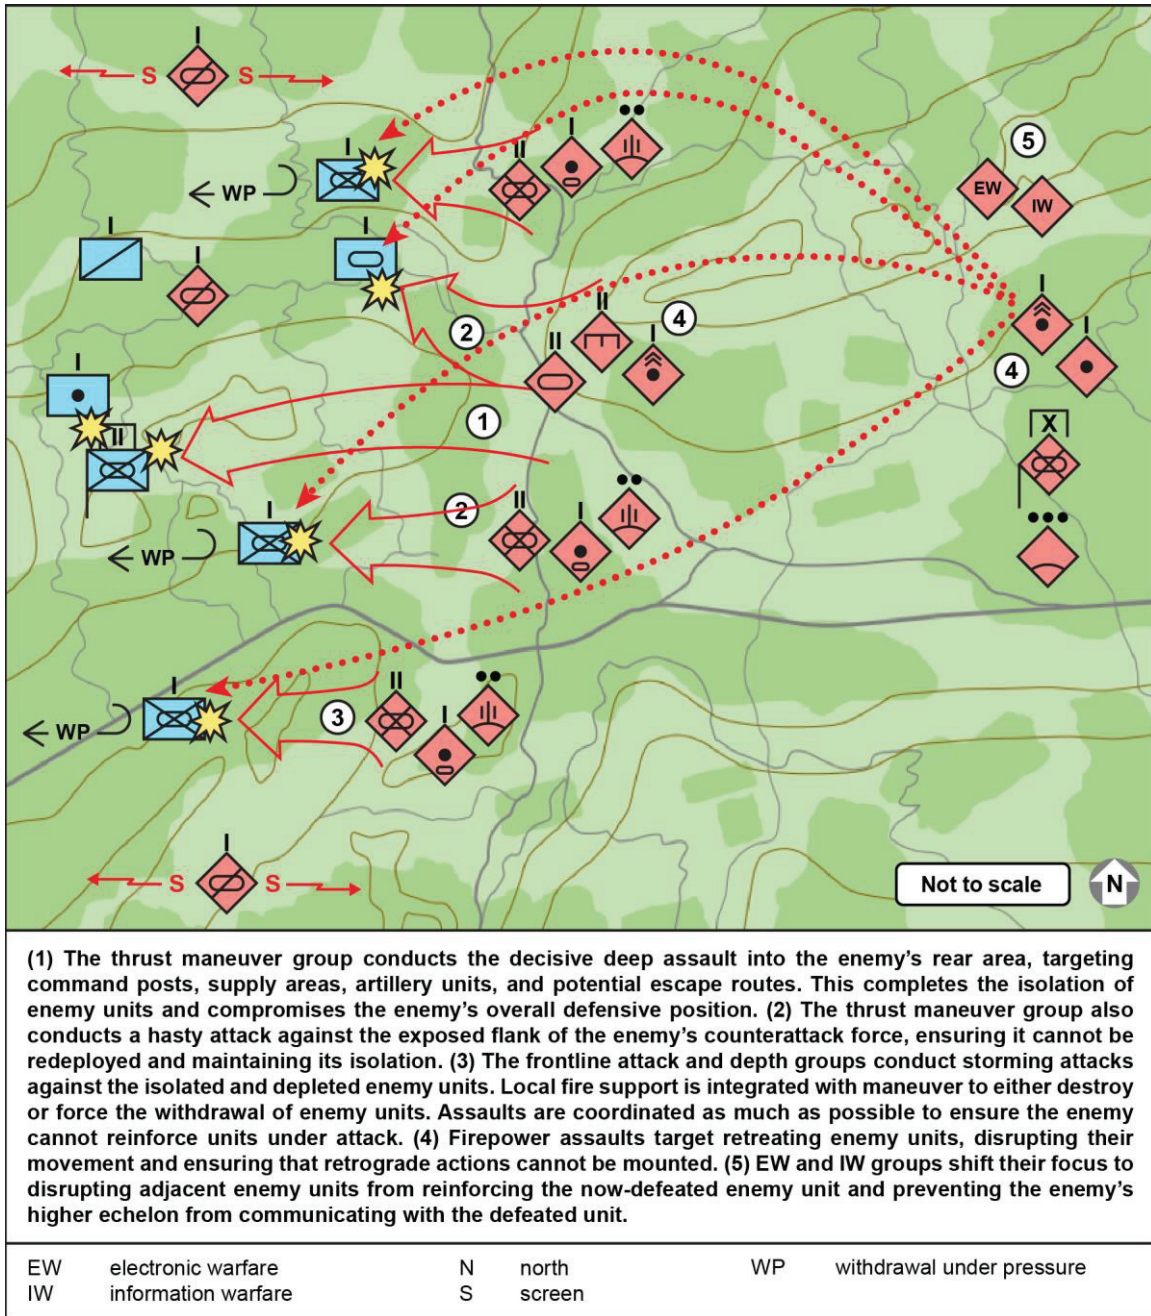 I
S S
I
I
II
I
WP
EW
IW
5
I
I
I
II
4
I
2
II
I
I
4
1
II
X
I
2
II
I
WP
I
II
3
I
WP
I
S S
Not to scale
N
(1) The thrust maneuver group conducts the decisive deep assault into the enemy's rear area, targeting
command posts, supply areas, artillery units, and potential escape routes. This completes the isolation of
enemy units and compromises the enemy's overall defensive position. (2) The thrust maneuver group also
conducts a hasty attack against the exposed flank of the enemy's counterattack force, ensuring it cannot be
redeployed and maintaining its isolation. (3) The frontline attack and depth groups conduct storming attacks
against the isolated and depleted enemy units. Local fire support is integrated with maneuver to either destroy
or force the withdrawal of enemy units. Assaults are coordinated as much as possible to ensure the enemy
cannot reinforce units under attack. (4) Firepower assaults target retreating enemy units, disrupting their
movement and ensuring that retrograde actions cannot be mounted. (5) EW and IW groups shift their focus to
disrupting adjacent enemy units from reinforcing the now-defeated enemy unit and preventing the enemy's
higher echelon from communicating with the defeated unit.
EW electronic warfare N north WP withdrawal under pressure
IW information warfare S screen